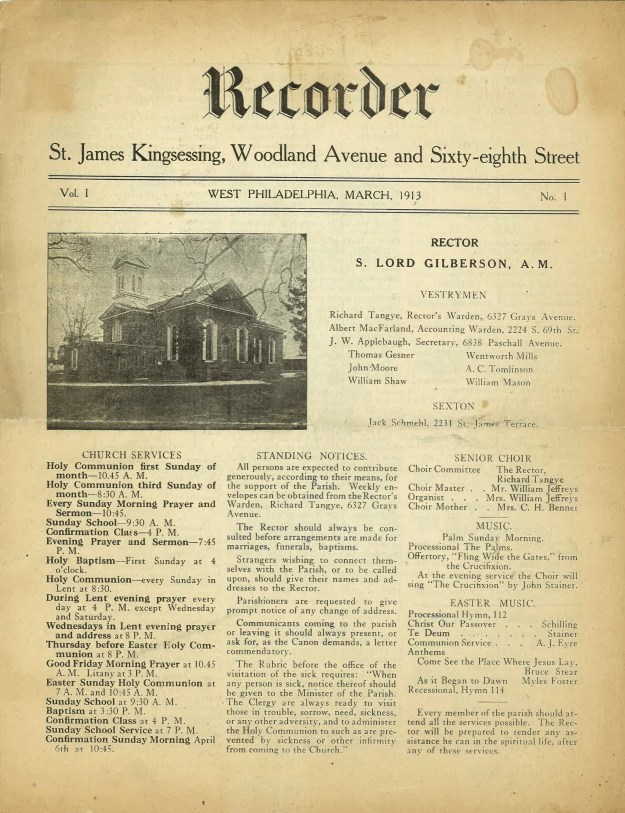 Recorder
St. James Kingsessing, Woodland Avenue and Sixty-eighth Street
Vol. I WEST PHILADELPHIA, MARCH, 1913 No. 1
RECTOR
S. LORD GILBERSON, A. M.
VESTRYMEN
Richard Tangye, Rector's Warden, 6327 Grays Avenue.
Albert MacFarland, Accounting Warden, 2224 S. 69th St.
J. W. Applebaugh, Secretary, 6838 Paschall Avenue.
Thomas Gesner Wentworth Mills
John Moore A. C. Tomlinson
William Shaw William Mason
SEXTON
Jack Schmehl, 2231 St. James Terrace.
CHURCH SERVICES
Holy Communion first Sunday of
month—10.45 A. M.
Holy Communion third Sunday of
month—8:30 A. M.
Every Sunday Morning Prayer and
Sermon—10:45.
Sunday School—9:30 A. M.
Confirmation Class—4 P. M.
Evening Prayer and Sermon—7:45
P. M.
Holy Baptism—First Sunday at 4
o'clock.
Holy Communion—every Sunday in
Lent at 8:30.
During Lent evening prayer every
day at 4 P. M. except Wednesday
and Saturday.
Wednesdays in Lent evening prayer
and address at 8 P. M.
Thursday before Easter Holy Com-
munion at 8 P. M.
Good Friday Morning Prayer at 10.45
A. M. Litany at 3 P. M.
Easter Sunday Holy Communion at
7 A. M. and 10:45 A. M.
Sunday School at 9:30 A. M.
Baptism at 3:30 P. M.
Confirmation Class at 4 P. M.
Sunday School Service at 7 P. M.
Confirmation Sunday Morning April
6th at 10:45.
STANDING NOTICES.
All persons are expected to contribute
generously, according to their means, for
the support of the Parish. Weekly en-
velopes can be obtained from the Rector's
Warden, Richard Tangye, 6327 Grays
Avenue.
The Rector should always be con-
sulted before arrangements are made for
marriages, funerals, baptisms.
Strangers wishing to connect them-
selves with the Parish, or to be called
upon, should give their names and ad-
dresses to the Rector.
Parishioners are requested to give
prompt notice of any change of address.
Communicants coming to the parish
or leaving it should always present, or
ask for, as the Canon demands, a letter
commendatory.
The Rubric before the office of the
visitation of the sick requires: "When
any person is sick, notice thereof should
be given to the Minister of the Parish.
The Clergy are always ready to visit
those in trouble, sorrow, need, sickness,
or any other adversity, and to administer
the Holy Communion to such as are pre-
vented by sickness or other infirmity
from coming to the Church."
SENIOR CHOIR
Choir Committee The Rector,
Richard Tangye
Choir Master . . Mr. William Jeffreys
Organist . . Mrs. William Jeffreys
Choir Mother . . Mrs. C. H. Benner
MUSIC.
Palm Sunday Morning.
Processional The Palms.
Offertory, "Fling Wide the Gates," from
the Crucifixion.
At the evening service the Choir will
sing "The Crucifixion" by John Stainer.
EASTER MUSIC.
Processional Hymn, 112
Christ Our Passover . . Schilling
Te Deum . . . . Stainer
Communion Service . . A. J. Eyre
Anthems
Come See the Place Where Jesus Lay.
Bruce Stear
As it Began to Dawn Myles Foster
Recessional, Hymn 114
Every member of the parish should at-
tend all the services possible. The Rec-
tor will be prepared to render any as-
sistance he can in the spiritual life, after
any of these services.